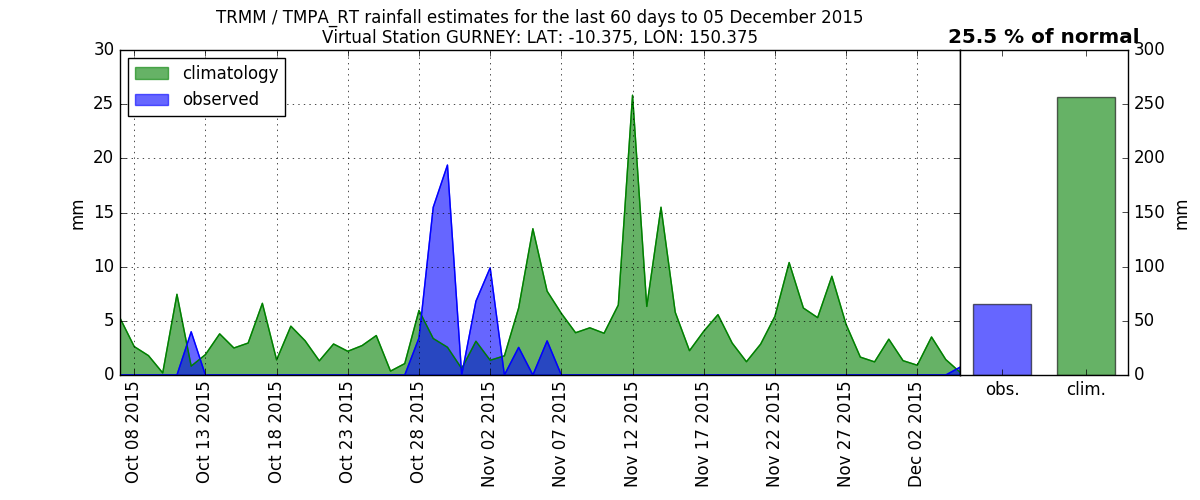 TRMM / TMPA_RT rainfall estimates for the last 60 days to 05 December 2015
Virtual Station GURNEY: LAT: -10.375, LON: 150.375
25.5 % of normal
climatology
observed
30
25
20
15
10
5
0
mm
Oct 08 2015
Oct 13 2015
Oct 18 2015
Oct 23 2015
Oct 28 2015
Nov 02 2015
Nov 07 2015
Nov 12 2015
Nov 17 2015
Nov 22 2015
Nov 27 2015
Dec 02 2015
300
250
200
150
100
50
0
mm
obs.
clim.